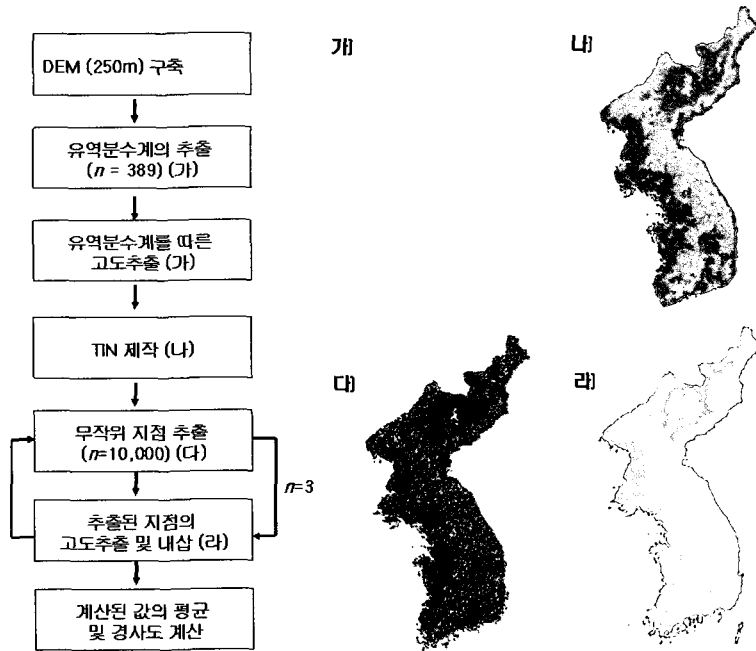 DEM (250m) 구축
유역분수계의 추출
(n = 389) (가)
유역분수계를 따른
고도추출 (가)
TIN 제작 (나)
무작위 지점 추출
(n=10,000) (다)
n=3
추출된 지점의
고도추출 및 내삽 (라)
계산된 값의 평균
및 경사도 계산
가)
나)
다)
라)